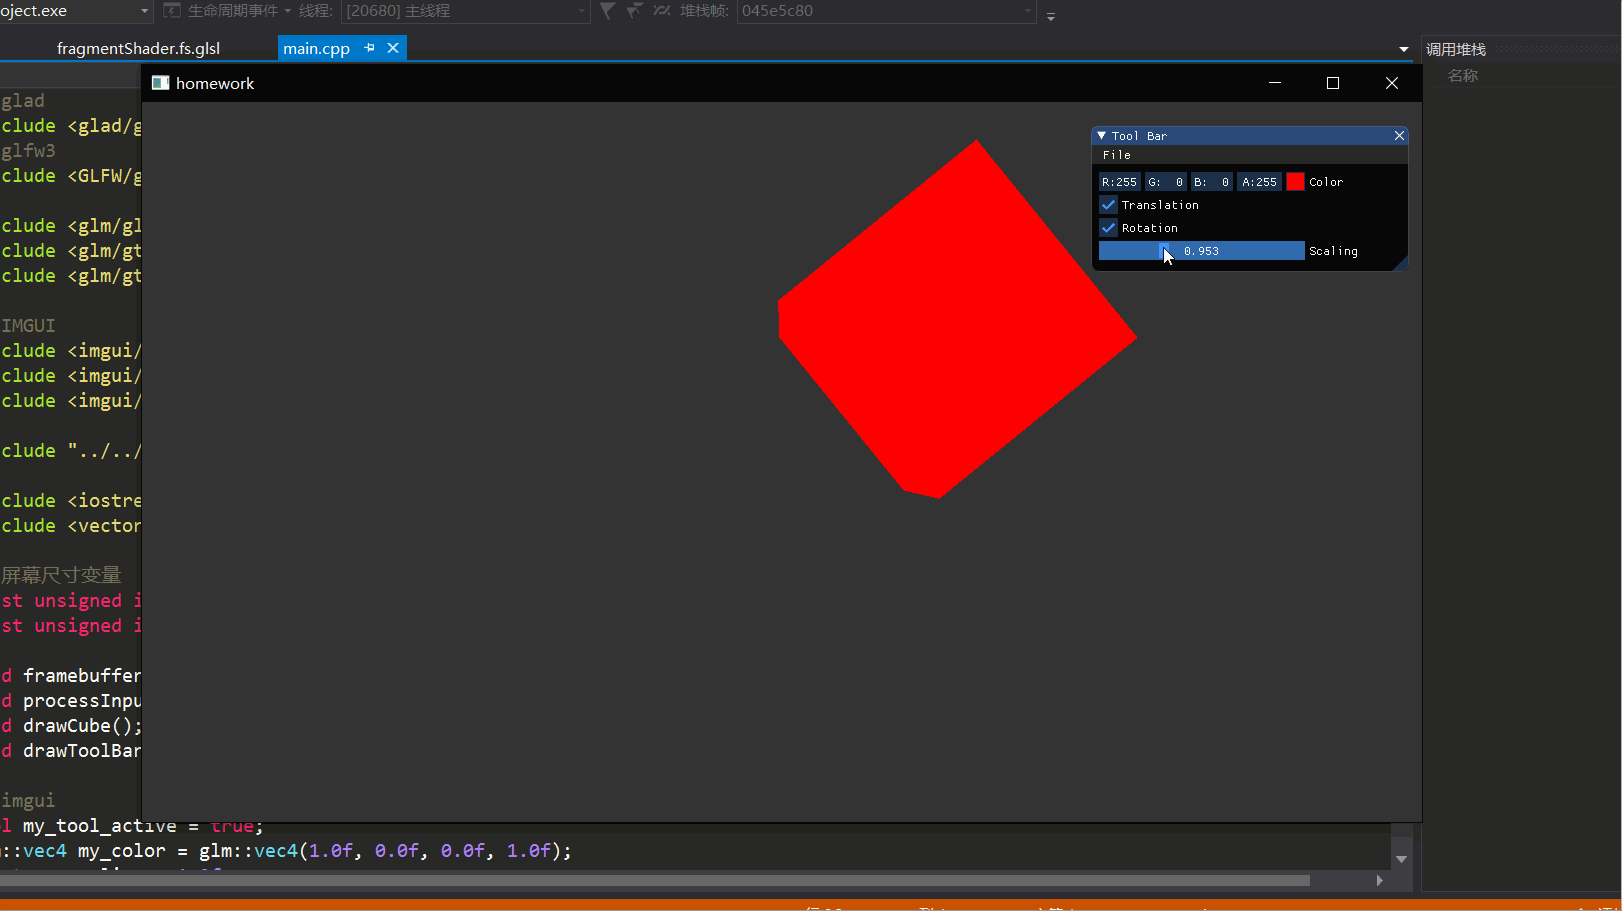 oject.exe 生命周期事件 线程: [20680] 主线程 堆栈帧: 045e5c80
fragmentShader.fs.glsl main.cpp
调用堆栈
名称
homework
Tool Bar
File
R:255 G: 0 B: 0 A:255 Color
Translation
Rotation
0.953 Scaling
glad
clude <glad/g
glfw3
clude <GLFW/g
clude <glm/gl
clude <glm/gt
clude <glm/gt
IMGUI
clude <imgui/
clude <imgui/
clude <imgui/
clude "../../
clude <iostre
clude <vector
屏幕尺寸变量
st unsigned i
st unsigned i
d framebuffer
d processInpu
d drawCube();
d drawToolBar
imgui
l my_tool_active = true;
::vec4 my_color = glm::vec4(1.0f, 0.0f, 0.0f, 1.0f);